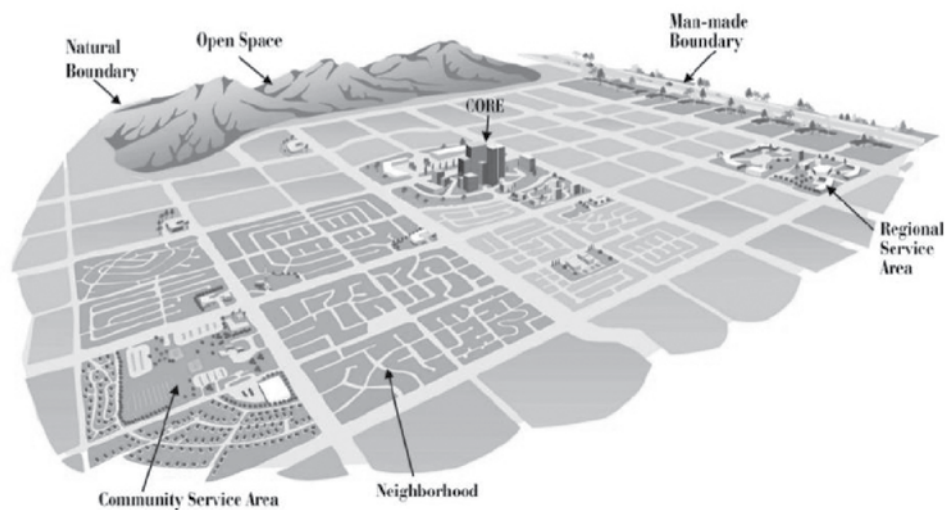 Natural
Boundary
Open Space
Man-made
Boundary
CORE
Regional
Service
Area
Community Service Area
Neighborhood